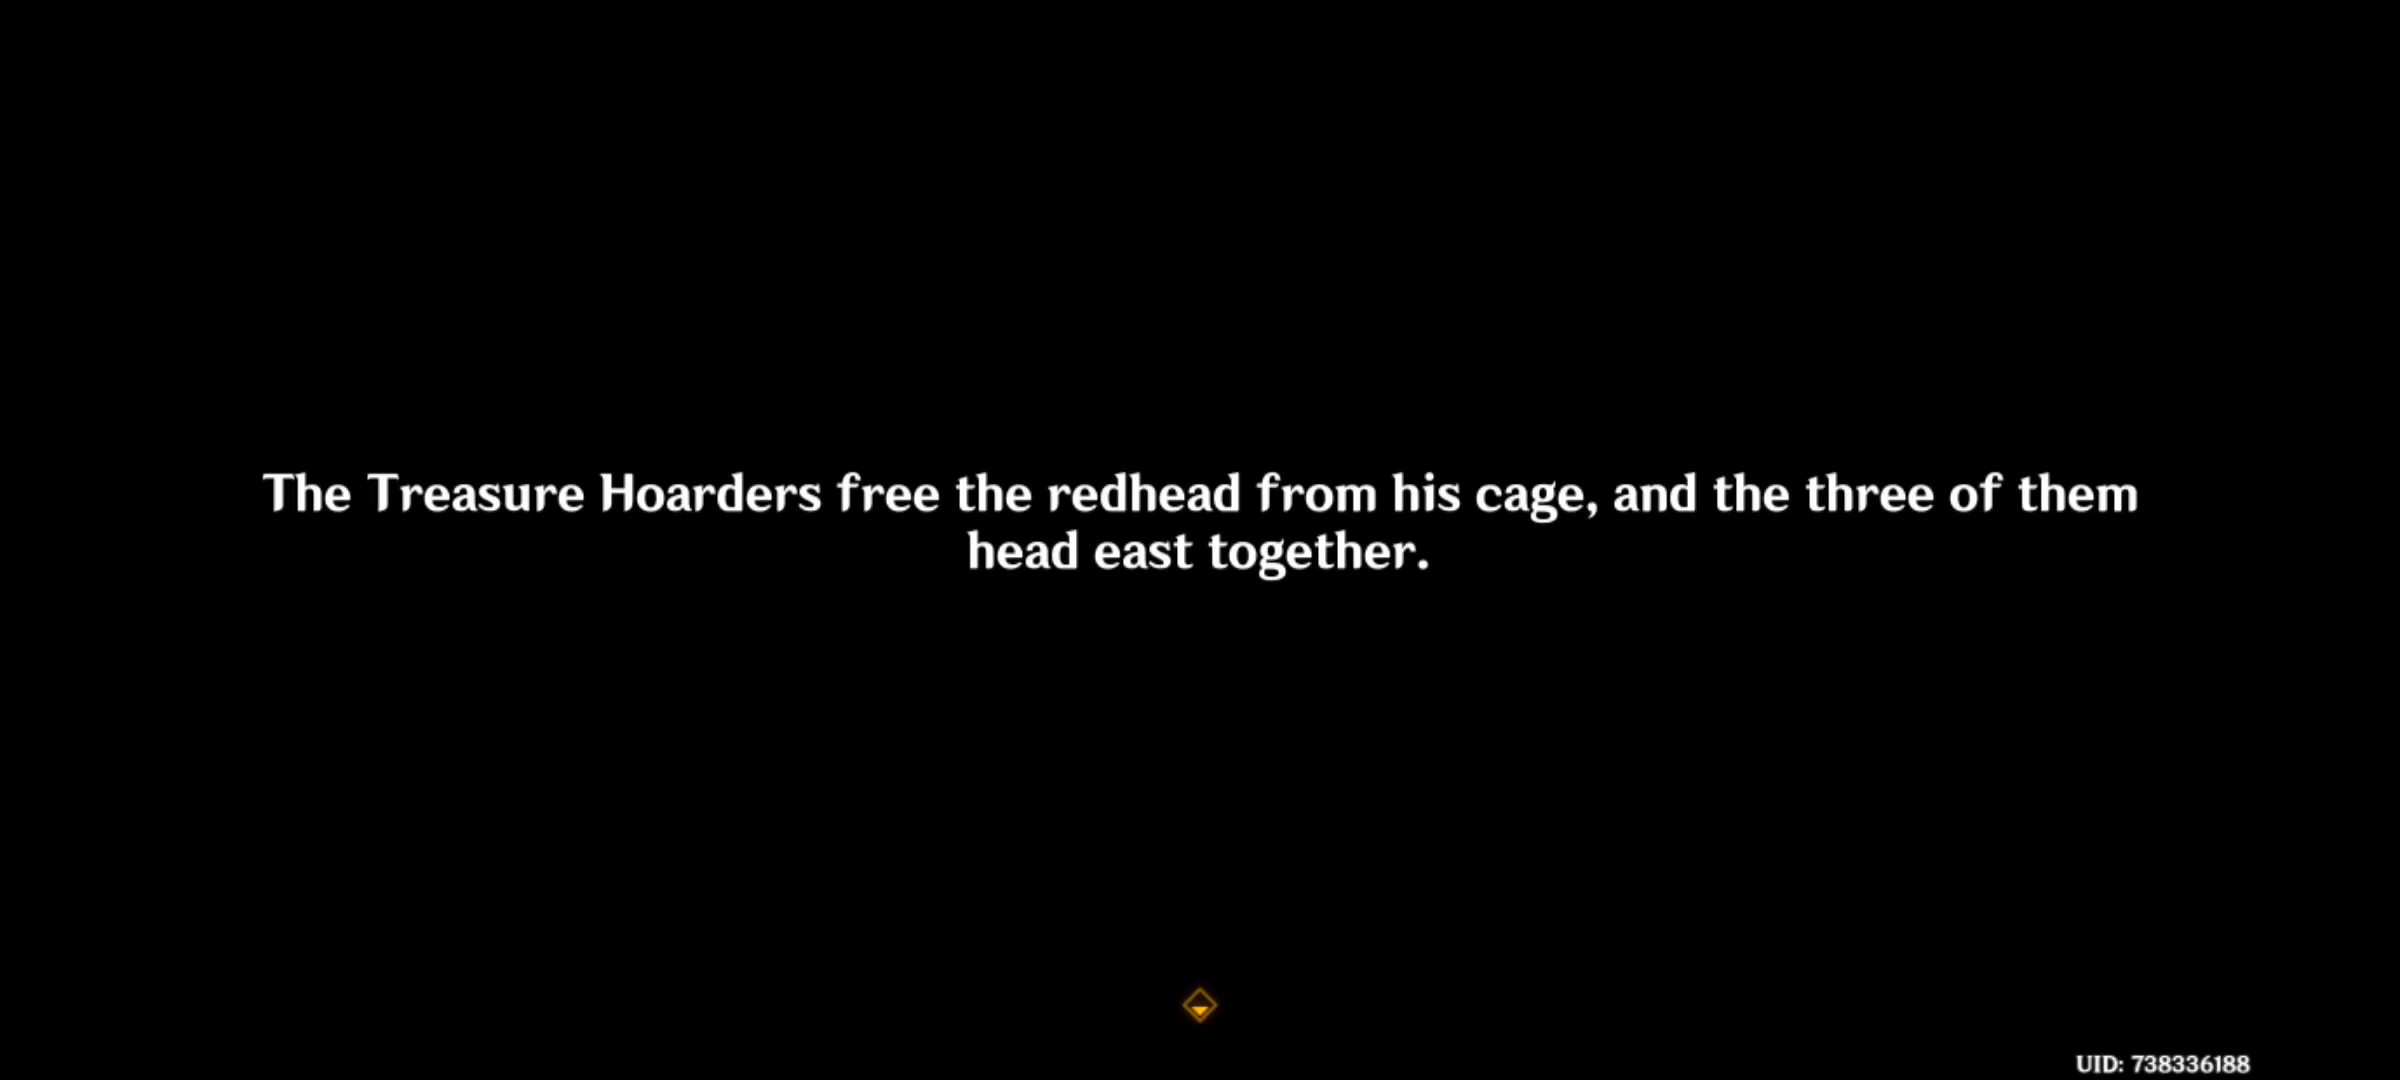 The Treasure Hoarders free the redhead from his cage, and the three of them
head east together.
UID: 738336188